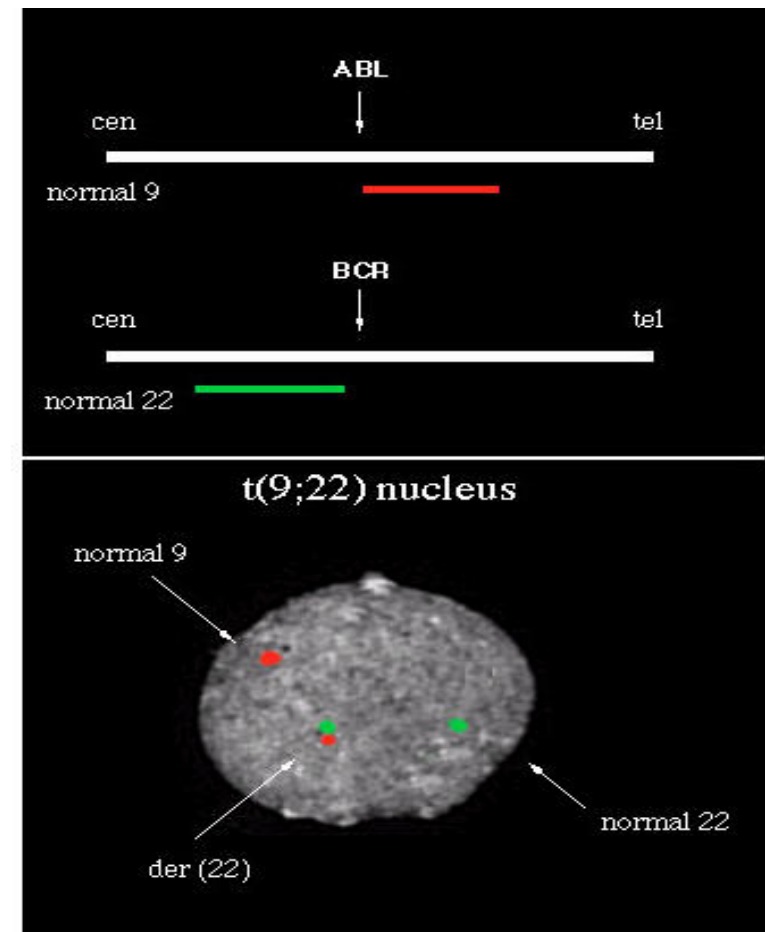 ABL
cen tel
normal 9
BCR
cen tel
normal 22
t(9;22) nucleus
normal 9
normal 22
der (22)